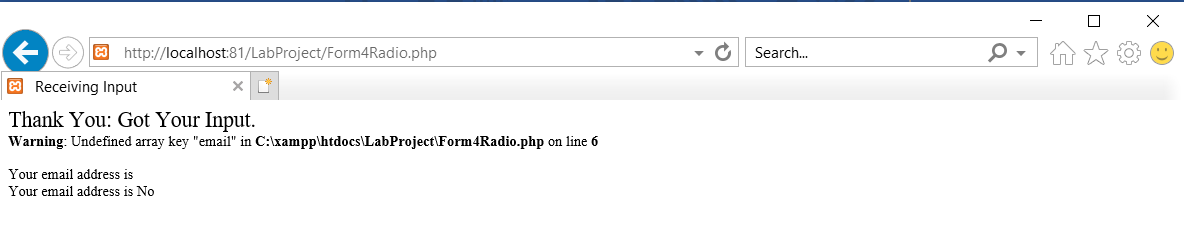 http://localhost:81/LabProject/Form4Radio.php
Search...
Receiving Input
Thank You: Got Your Input.
Warning: Undefined array key "email" in C:\xampp\htdocs\LabProject\Form4Radio.php on line 6
Your email address is
Your email address is No